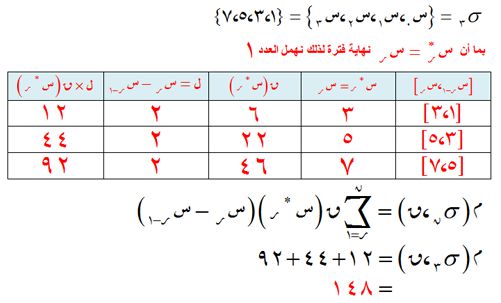 σ٣ = {س٠، س١، س٢، س٣} = {١، ٣، ٥، ٧}
بما أن س*ر = سر نهاية فترة لذلك نهمل العدد ١
[سر-١، سر] س*ر = سر ق(س*ر) ل = سر – سر-١ ل × ق(س*ر)
[١، ٣] ٣ ٦ ٢ ١٢
[٣، ٥] ٥ ٢٢ ٢ ٤٤
[٥، ٧] ٧ ٤٦ ٢ ٩٢
م(σن، ق) = ∑ن ر=١ ق(س*ر)(سر – سر-١)
م(σ٣، ق) = ١٢ + ٤٤ + ٩٢
= ١٤٨